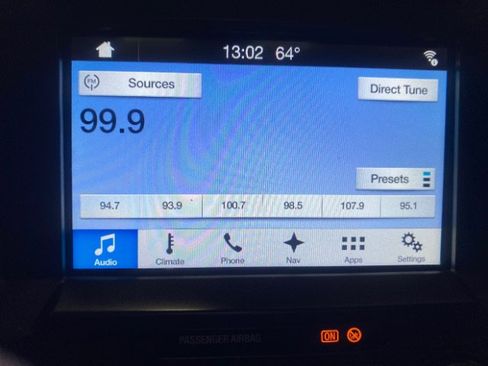 13:02 64°
FM Sources
Direct Tune
99.9
Presets
94.7 93.9 100.7 98.5 107.9 95.1
Audio Climate Phone Nav Apps Settings
PASSENGER AIRBAG ON